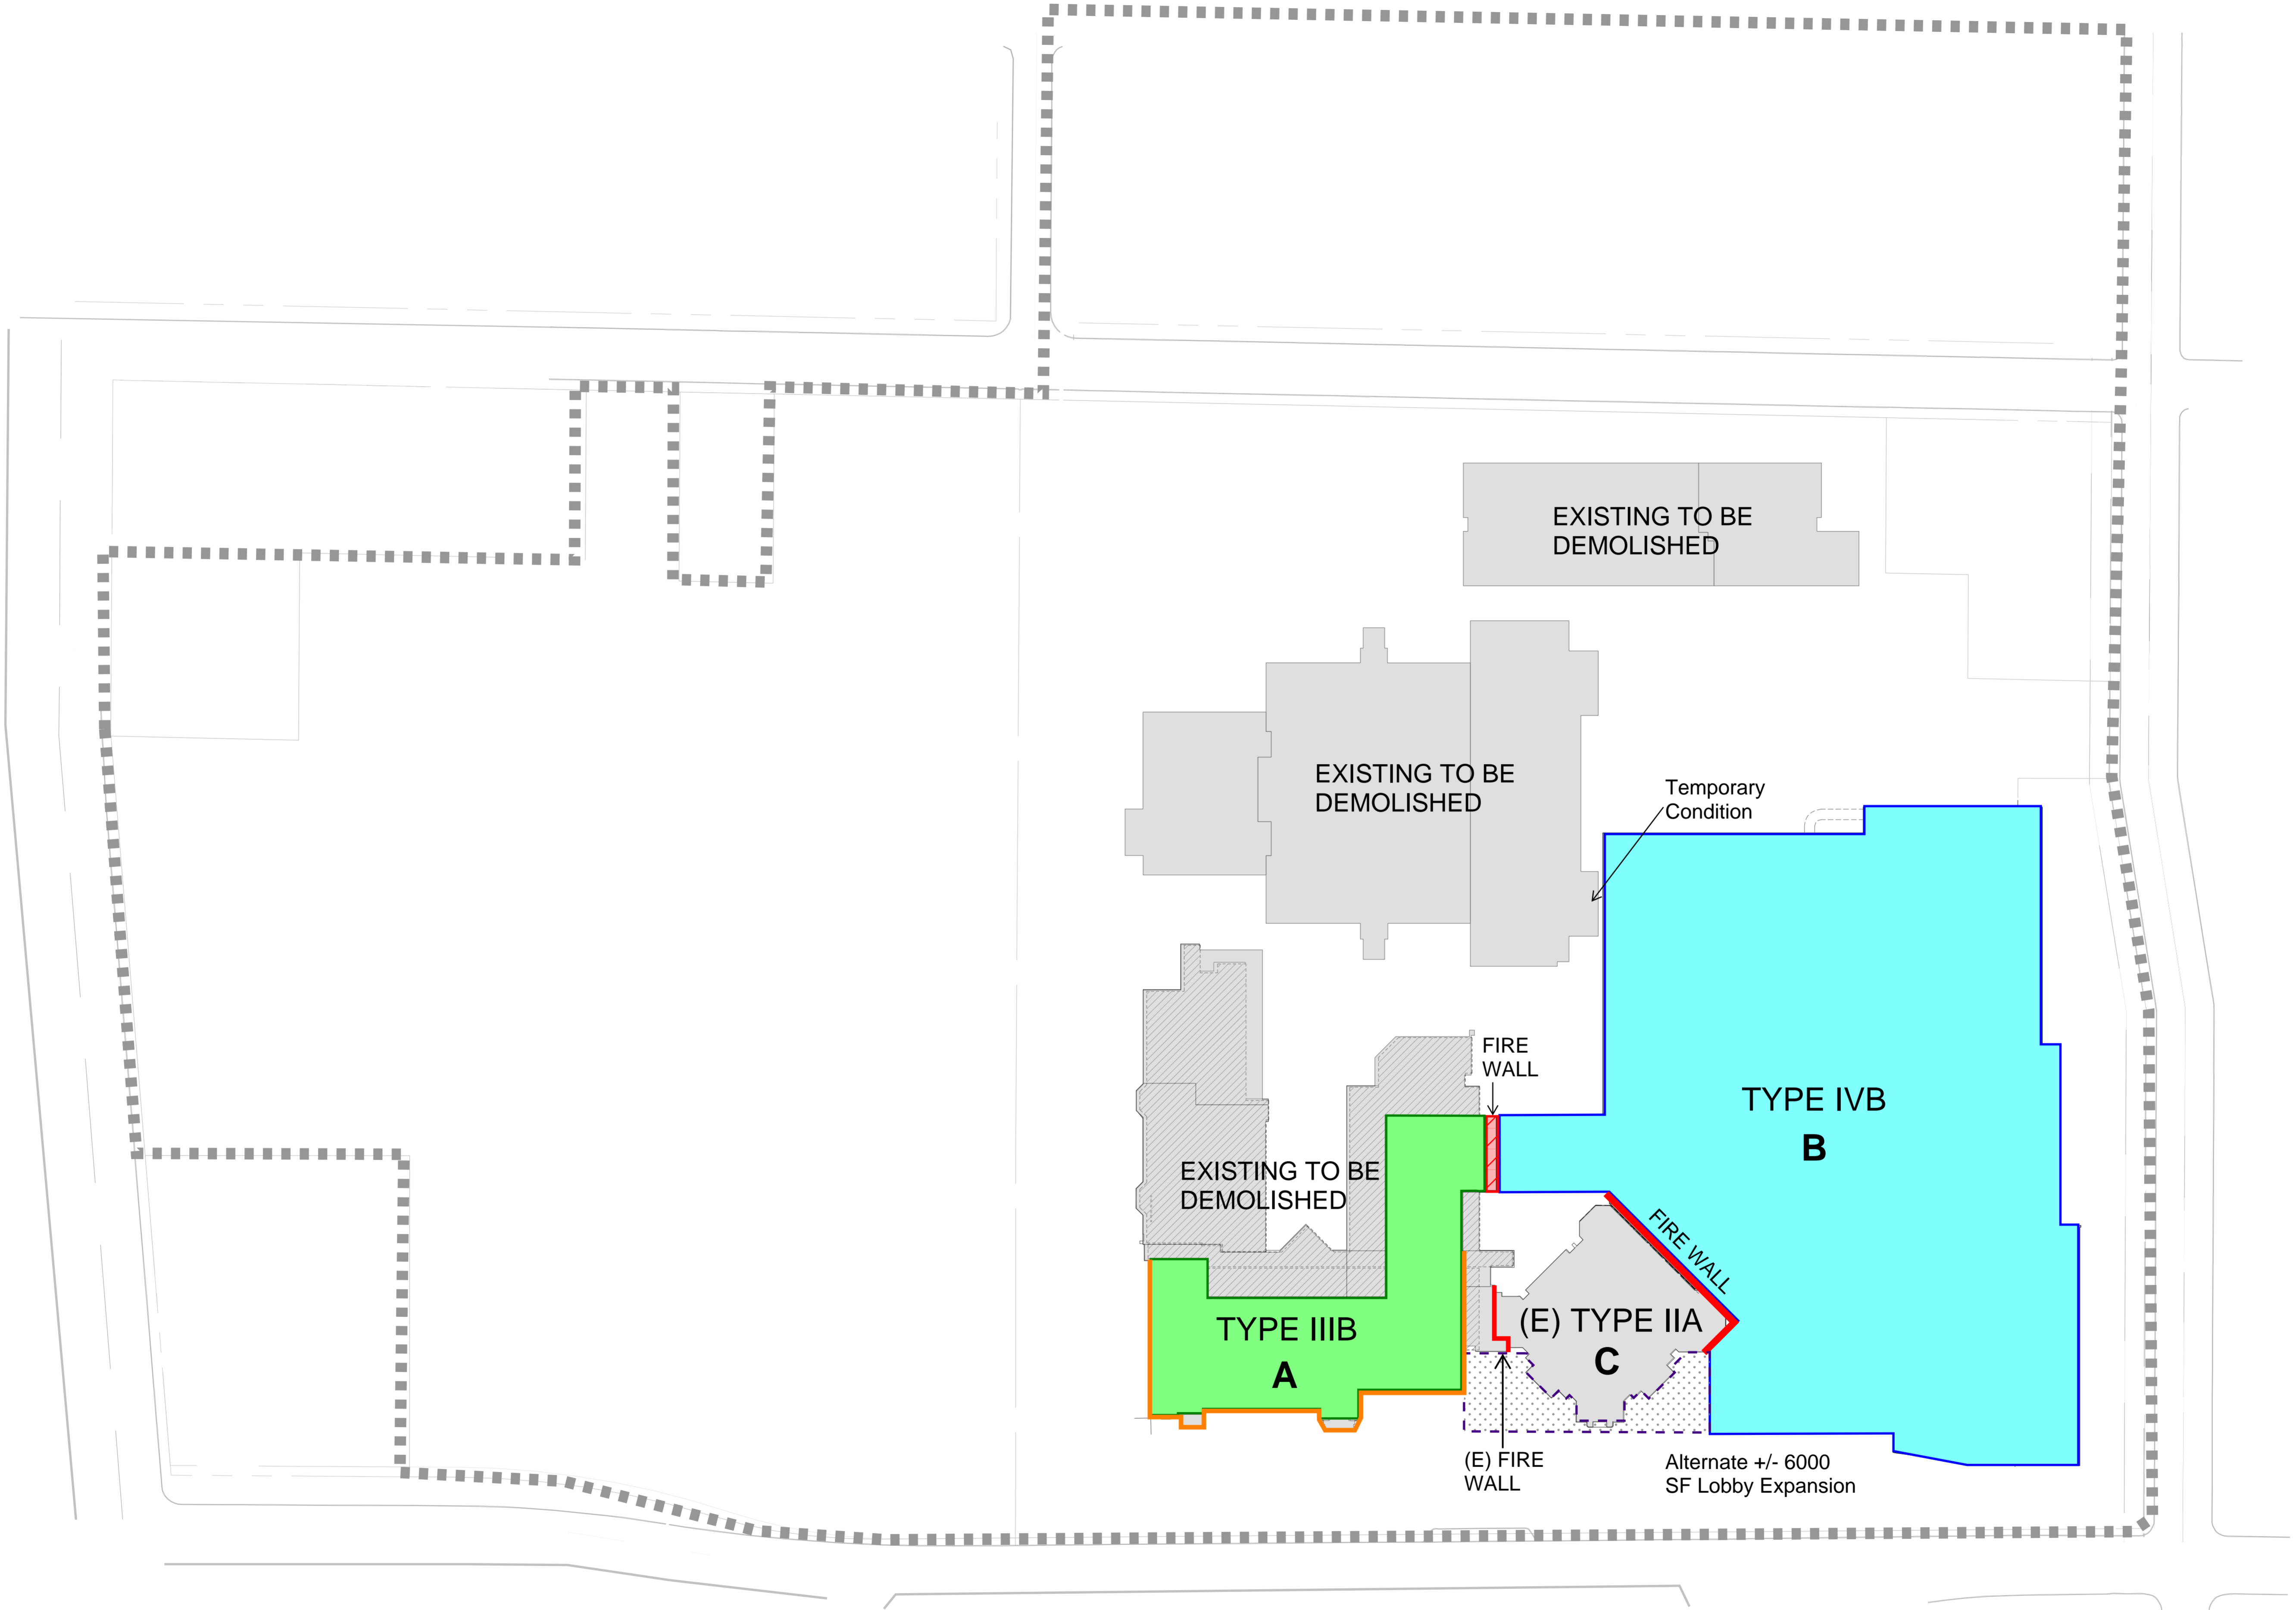 EXISTING TO BE
DEMOLISHED
EXISTING TO BE
DEMOLISHED
Temporary
Condition
FIRE
WALL
TYPE IVB
B
EXISTING TO BE
DEMOLISHED
FIRE WALL
TYPE IIIB
A
(E) TYPE IIA
C
(E) FIRE
WALL
Alternate +/- 6000
SF Lobby Expansion